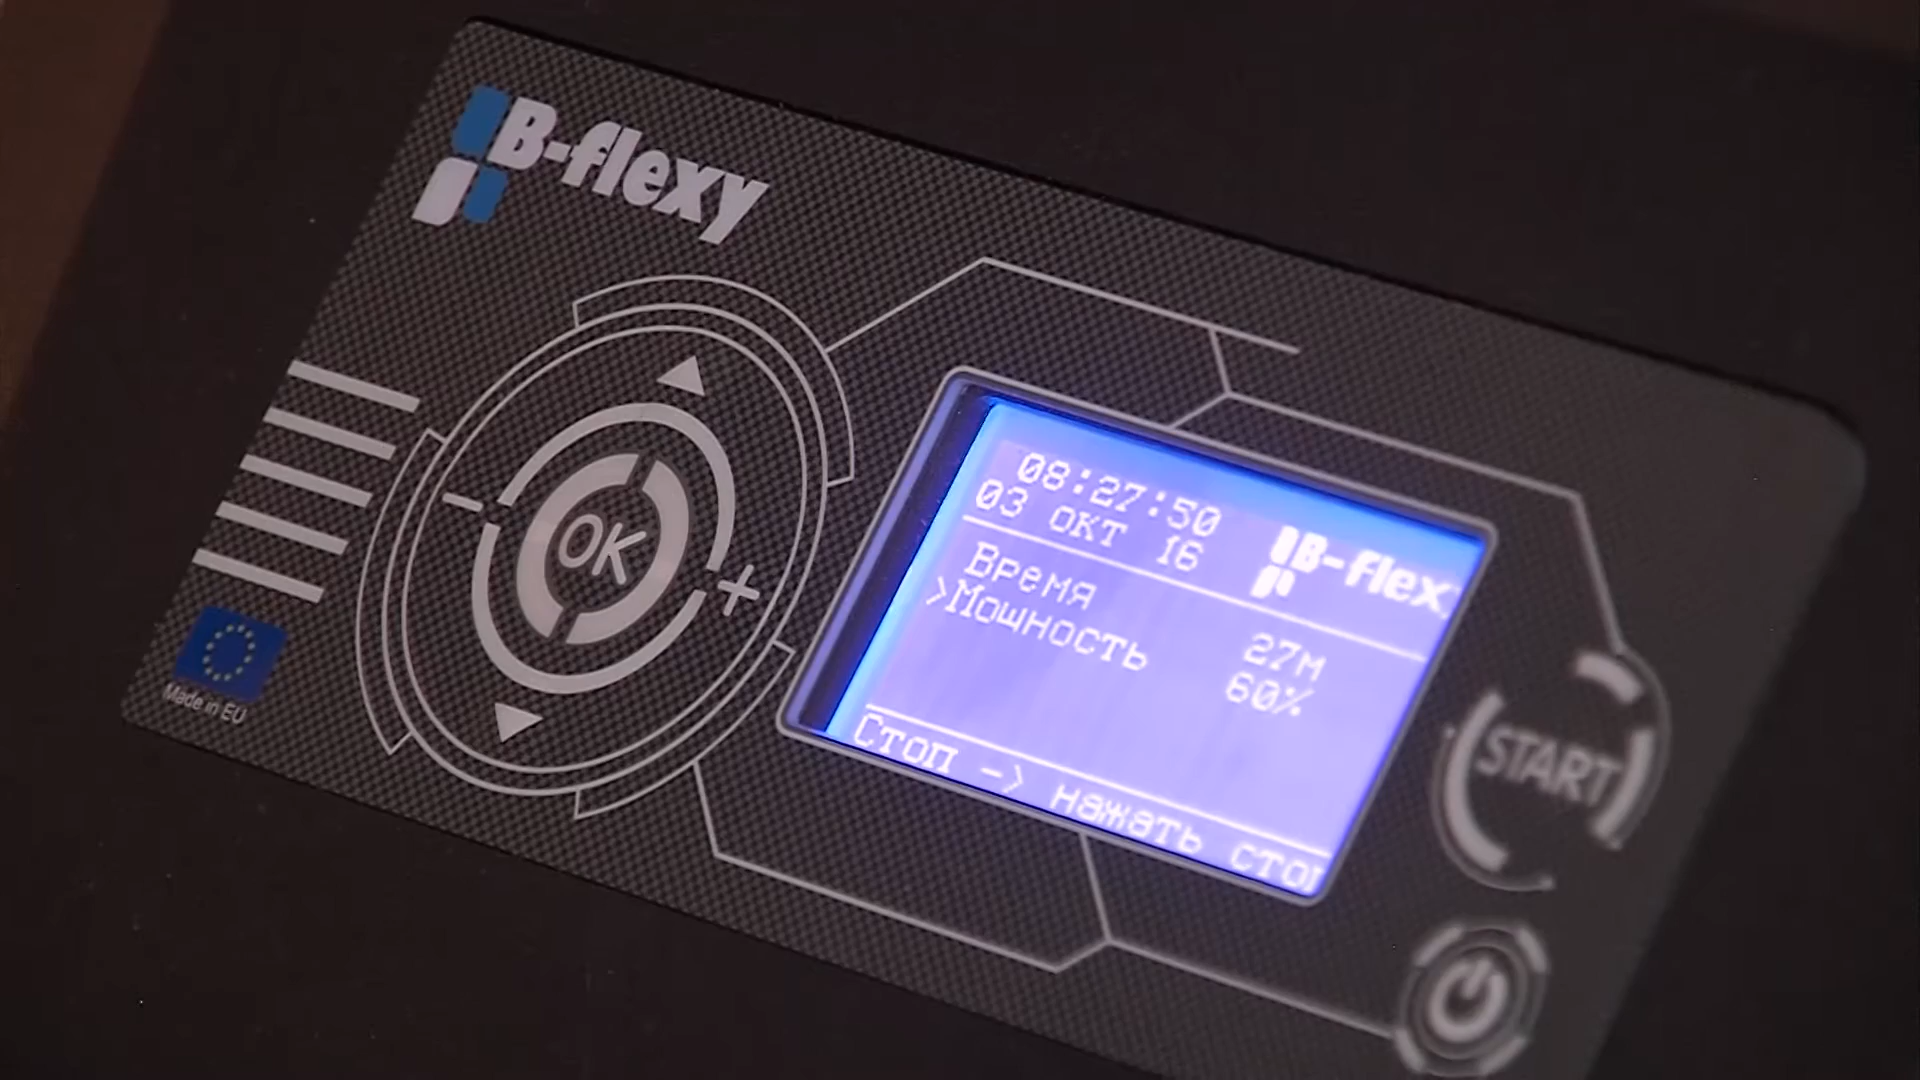 B-flexy
OK
Made in EU
08:27:50
03 ОКТ 16
B-flex
Время 27м
>Мощность 60%
Стоп -> нажать стоп
START